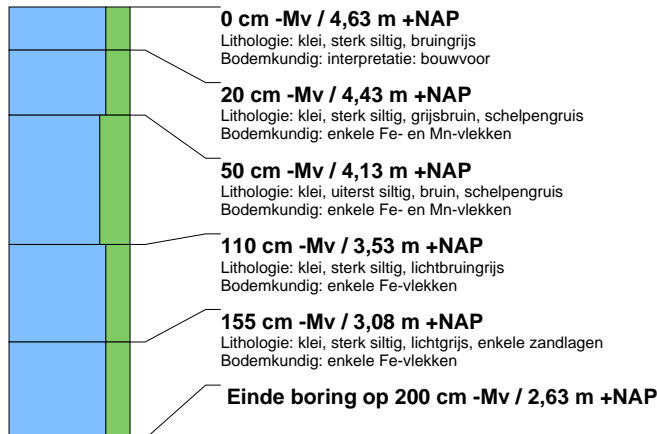 0 cm -Mv / 4,63 m +NAP
Lithologie: klei, sterk siltig, bruingrijs
Bodemkundig: interpretatie: bouwvoor
20 cm -Mv / 4,43 m +NAP
Lithologie: klei, sterk siltig, grijsbruin, schelpengruis
Bodemkundig: enkele Fe- en Mn-vlekken
50 cm -Mv / 4,13 m +NAP
Lithologie: klei, uiterst siltig, bruin, schelpengruis
Bodemkundig: enkele Fe- en Mn-vlekken
110 cm -Mv / 3,53 m +NAP
Lithologie: klei, sterk siltig, lichtbruingrijs
Bodemkundig: enkele Fe-vlekken
155 cm -Mv / 3,08 m +NAP
Lithologie: klei, sterk siltig, lichtgrijs, enkele zandlagen
Bodemkundig: enkele Fe-vlekken
Einde boring op 200 cm -Mv / 2,63 m +NAP